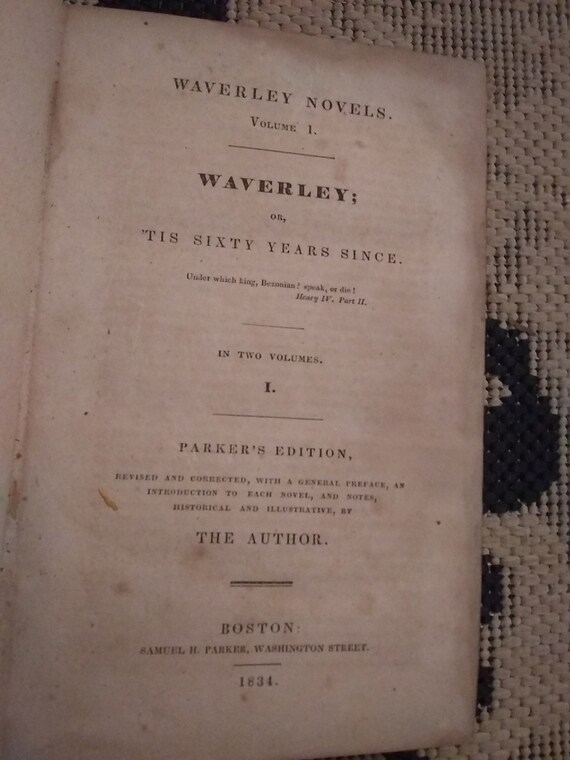 WAVERLEY NOVELS.
VOLUME I.
WAVERLEY;
OR,
'TIS SIXTY YEARS SINCE.
Under which king, Bezonian? speak, or die!
Henry IV. Part II.
IN TWO VOLUMES.
I.
PARKER'S EDITION,
REVISED AND CORRECTED, WITH A GENERAL PREFACE, AN
INTRODUCTION TO EACH NOVEL, AND NOTES,
HISTORICAL AND ILLUSTRATIVE, BY
THE AUTHOR.
BOSTON:
SAMUEL H. PARKER, WASHINGTON STREET.
1834.